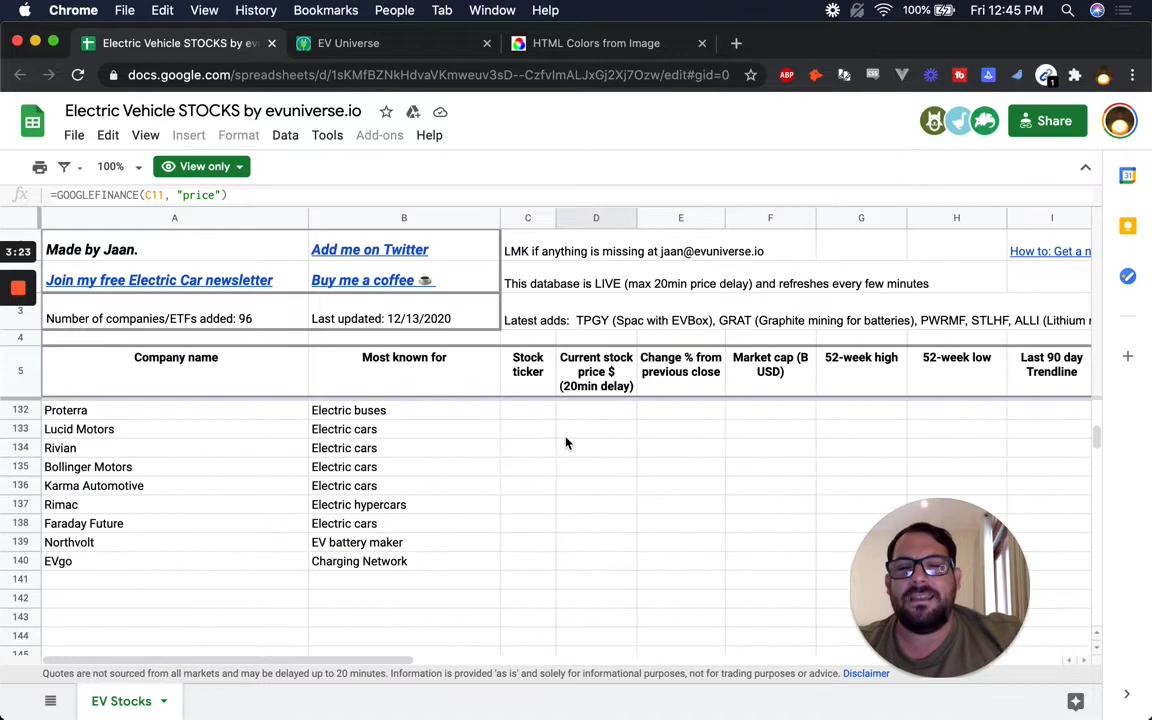 Chrome File Edit View History Bookmarks People Tab Window Help 100% Fri 12:45 PM
Electric Vehicle STOCKS by ev EV Universe HTML Colors from Image
docs.google.com/spreadsheets/d/1sKMfBZNkHdvaVKmweuv3sD--CzfvlmALJxGj2Xj7Ozw/edit#gid=0 ABP 1
Electric Vehicle STOCKS by evuniverse.io
File Edit View Insert Format Data Tools Add-ons Help
Share
100% View only
31
fx =GOOGLEFINANCE(C11, "price")
A B C D E F G H I
Made by Jaan. Add me on Twitter LMK if anything is missing at jaan@evuniverse.io How to: Get a n
3:23
Join my free Electric Car newsletter Buy me a coffee ☕ This database is LIVE (max 20min price delay) and refreshes every few minutes
3 Number of companies/ETFs added: 96 Last updated: 12/13/2020 Latest adds: TPGY (Spac with EVBox), GRAT (Graphite mining for batteries), PWRMF, STLHF, ALLI (Lithium
4
5 Company name Most known for Stock ticker Current stock price $ (20min delay) Change % from previous close Market cap (B USD) 52-week high 52-week low Last 90 day Trendline
132 Proterra Electric buses
133 Lucid Motors Electric cars
134 Rivian Electric cars
135 Bollinger Motors Electric cars
136 Karma Automotive Electric cars
137 Rimac Electric hypercars
138 Faraday Future Electric cars
139 Northvolt EV battery maker
140 EVgo Charging Network
141
142
143
144
145
Quotes are not sourced from all markets and may be delayed up to 20 minutes. Information is provided 'as is' and solely for informational purposes, not for trading purposes or advice. Disclaimer
EV Stocks